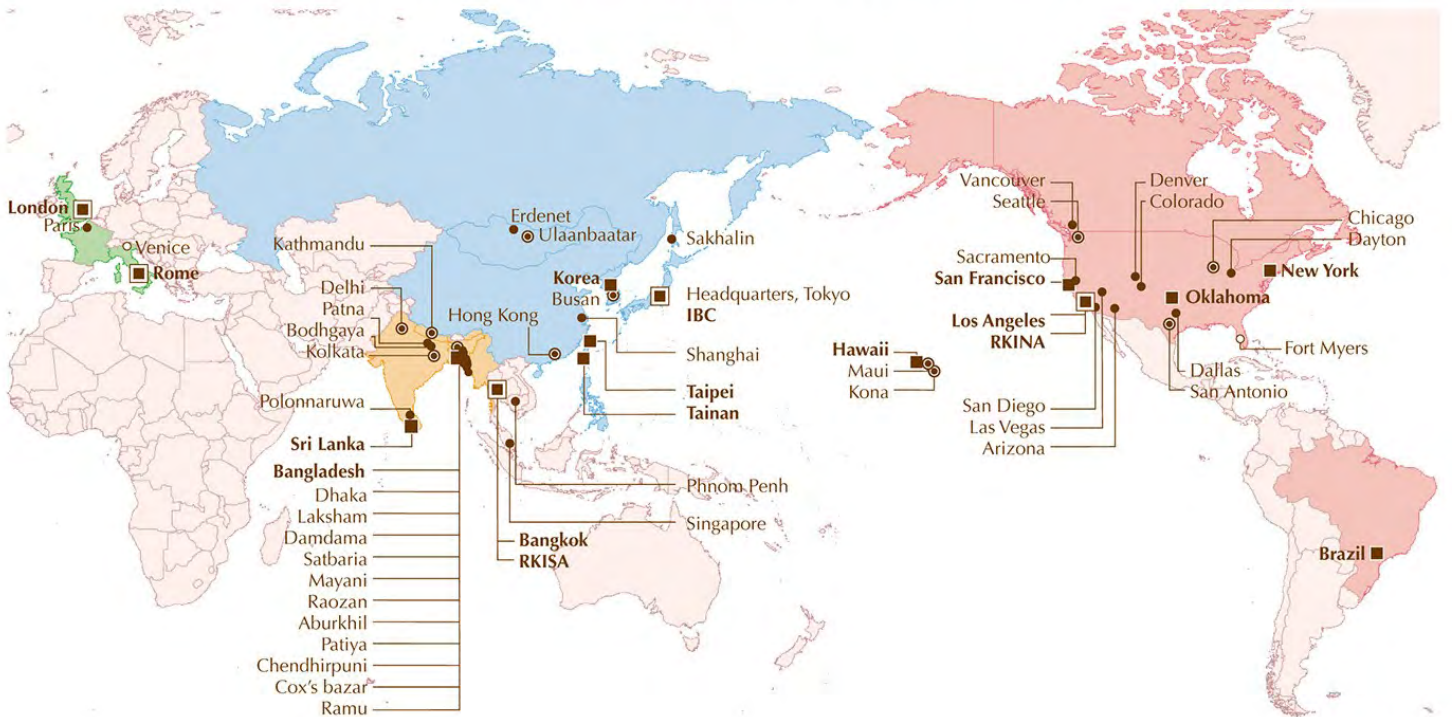 London
Paris
Venice
Rome
Kathmandu
Delhi
Patna
Bodhgaya
Kolkata
Polonnaruwa
Sri Lanka
Bangladesh
Dhaka
Laksham
Damdama
Satbaria
Mayani
Raozan
Aburkhil
Patiya
Chendhirpuni
Cox's bazar
Ramu
Erdenet
Ulaanbaatar
Sakhalin
Korea
Busan
Headquarters, Tokyo
IBC
Hong Kong
Shanghai
Taipei
Tainan
Phnom Penh
Singapore
Bangkok
RKISA
Hawaii
Maui
Kona
Vancouver
Seattle
Denver
Colorado
Chicago
Dayton
Sacramento
San Francisco
New York
Oklahoma
Los Angeles
RKINA
Fort Myers
Dallas
San Antonio
San Diego
Las Vegas
Arizona
Brazil